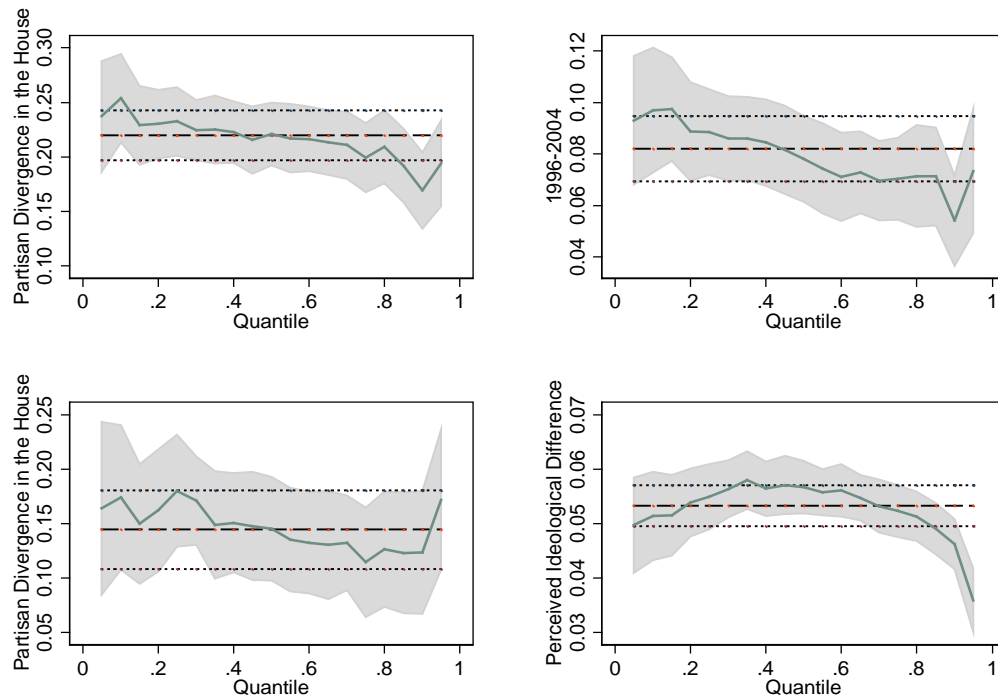 Partisan Divergence in the House
0.10 0.15 0.20 0.25 0.30
0 .2 .4 .6 .8 1
Quantile
1996-2004
0.04 0.06 0.08 0.10 0.12
0 .2 .4 .6 .8 1
Quantile
Partisan Divergence in the House
0.05 0.10 0.15 0.20 0.25
0 .2 .4 .6 .8 1
Quantile
Perceived Ideological Difference
0.03 0.04 0.05 0.06 0.07
0 .2 .4 .6 .8 1
Quantile